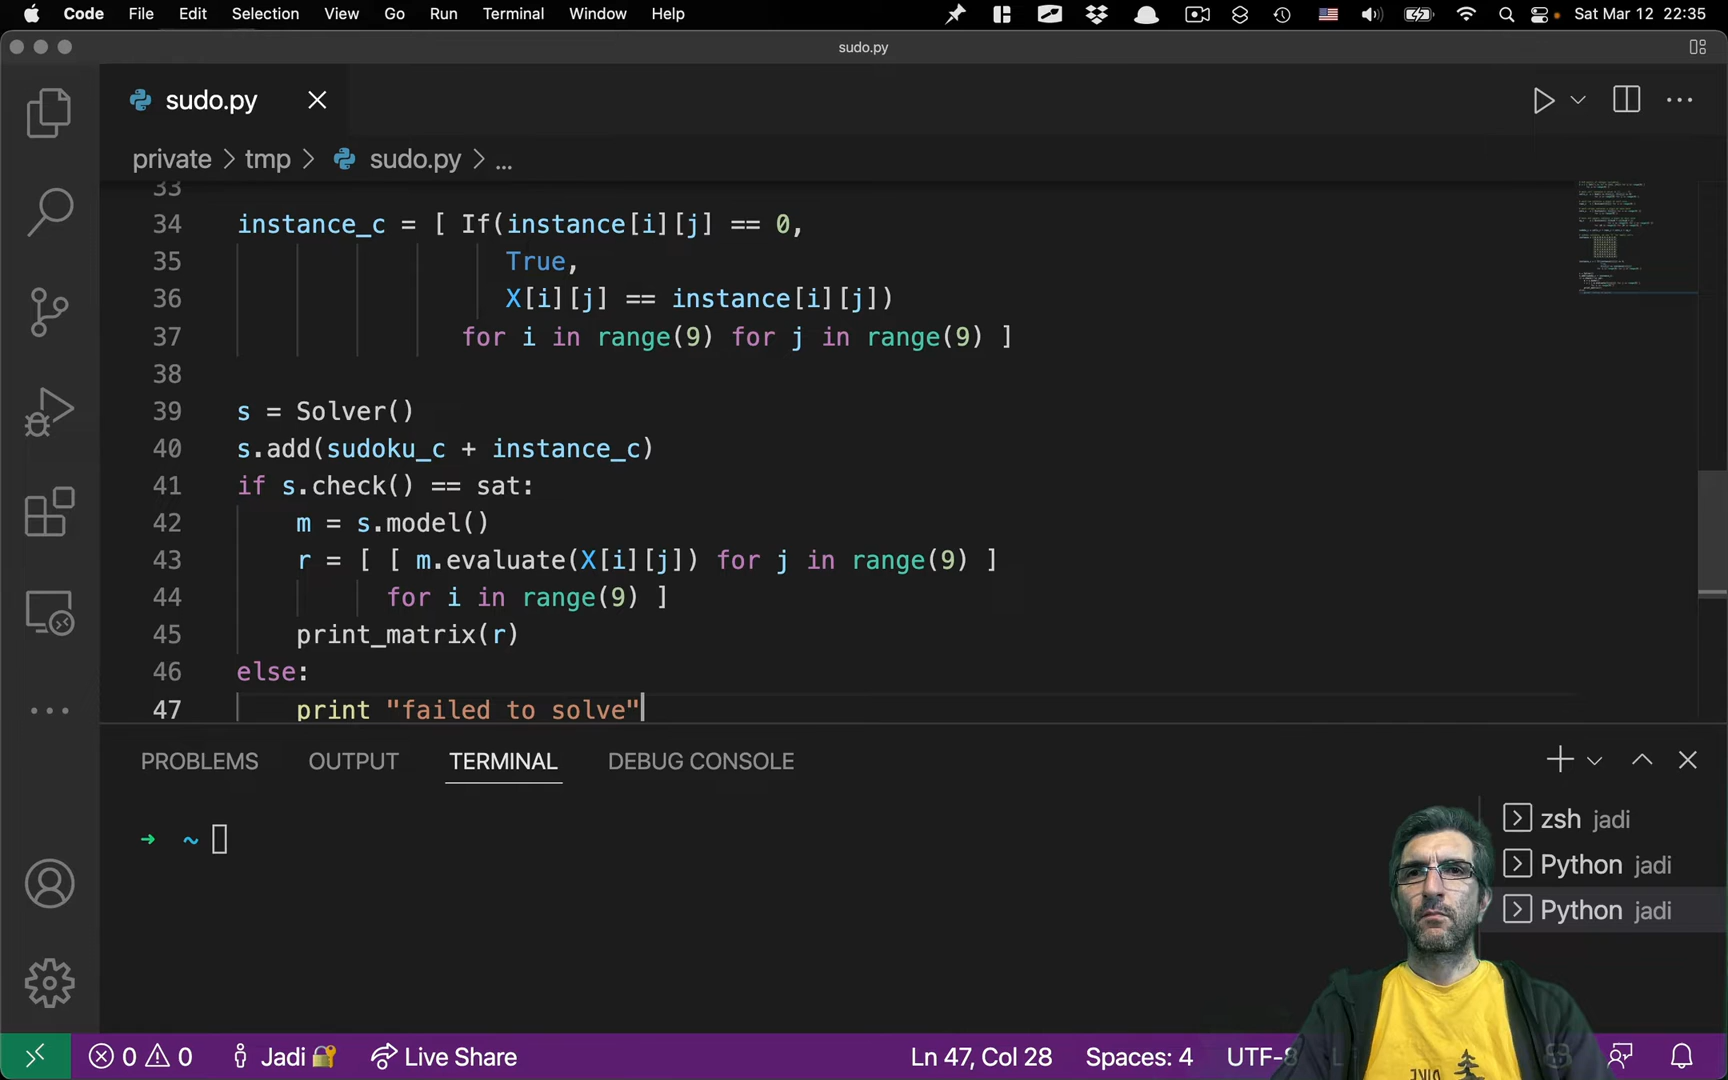 Code File Edit Selection View Go Run Terminal Window Help Sat Mar 12 22:35
sudo.py
sudo.py
private > tmp > sudo.py > ...
33
34 instance_c = [ If(instance[i][j] == 0,
35 True,
36 X[i][j] == instance[i][j])
37 for i in range(9) for j in range(9) ]
38
39 s = Solver()
40 s.add(sudoku_c + instance_c)
41 if s.check() == sat:
42 m = s.model()
43 r = [ [ m.evaluate(X[i][j]) for j in range(9) ]
44 for i in range(9) ]
45 print_matrix(r)
46 else:
47 print "failed to solve"
PROBLEMS OUTPUT TERMINAL DEBUG CONSOLE
→ ~
zsh jadi
Python jadi
Python jadi
0 0 Jadi Live Share Ln 47, Col 28 Spaces: 4 UTF-8